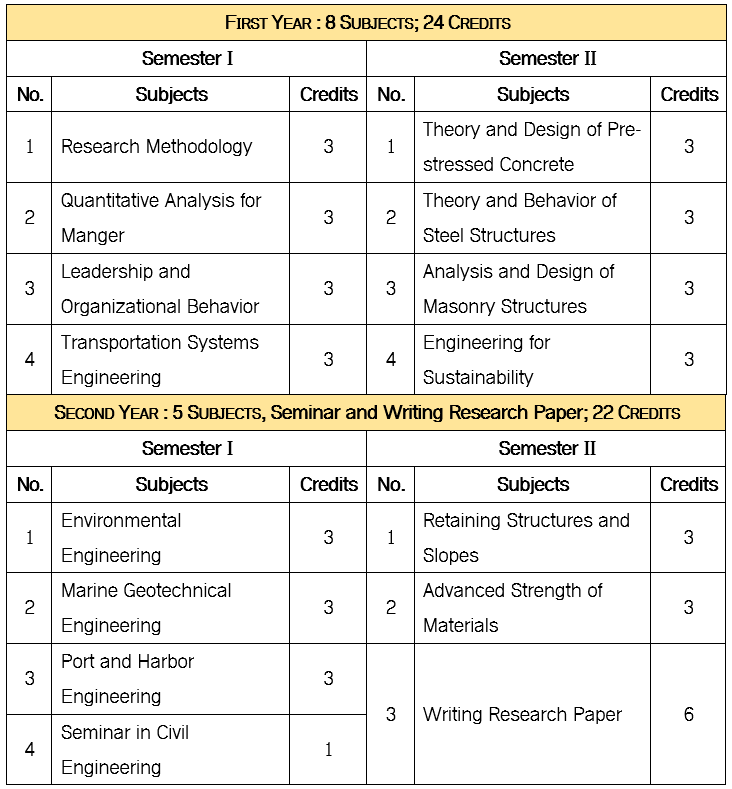 FIRST YEAR : 8 SUBJECTS; 24 CREDITS
Semester I
Semester II
No.
Subjects
Credits
No.
Subjects
Credits
1
Research Methodology
3
1
Theory and Design of Pre-
stressed Concrete
3
2
Quantitative Analysis for
Manger
3
2
Theory and Behavior of
Steel Structures
3
3
Leadership and
Organizational Behavior
3
3
Analysis and Design of
Masonry Structures
3
4
Transportation Systems
Engineering
3
4
Engineering for
Sustainability
3
SECOND YEAR : 5 SUBJECTS, Seminar and Writing Research Paper; 22 CREDITS
Semester I
Semester II
No.
Subjects
Credits
No.
Subjects
Credits
1
Environmental
Engineering
3
1
Retaining Structures and
Slopes
3
2
Marine Geotechnical
Engineering
3
2
Advanced Strength of
Materials
3
3
Port and Harbor
Engineering
3
3
Writing Research Paper
6
4
Seminar in Civil
Engineering
1